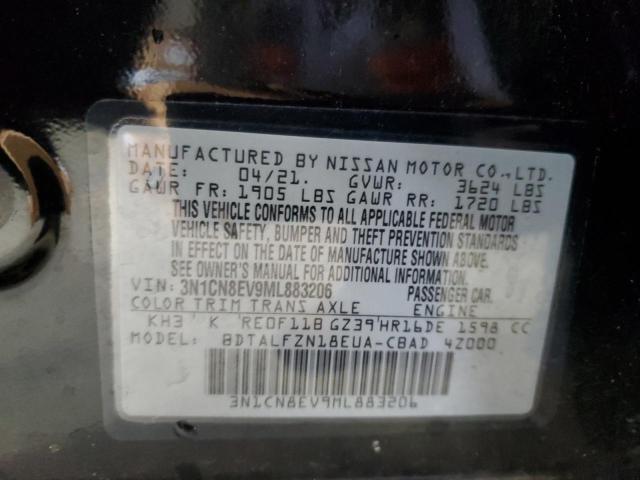 MANUFACTURED BY NISSAN MOTOR CO.,LTD.
DATE: 04/21. GVWR: 3624 LBS
GAWR FR: 1905 LBS GAWR RR: 1720 LBS
THIS VEHICLE CONFORMS TO ALL APPLICABLE FEDERAL MOTOR
VEHICLE SAFETY, BUMPER AND THEFT PREVENTION STANDARDS
IN EFFECT ON THE DATE OF MANUFACTURE SHOWN ABOVE.
SEE OWNER'S MANUAL FOR ADDITIONAL INFORMATION.
VIN: 3N1CN8EV9ML883206 PASSENGER CAR.
COLOR TRIM TRANS AXLE ENGINE
KH3 K RE0F11B GZ39 HR16DE 1598 CC
BDTALFZN18EUA-CBAD 4Z000
3N1CN8EV9ML883206